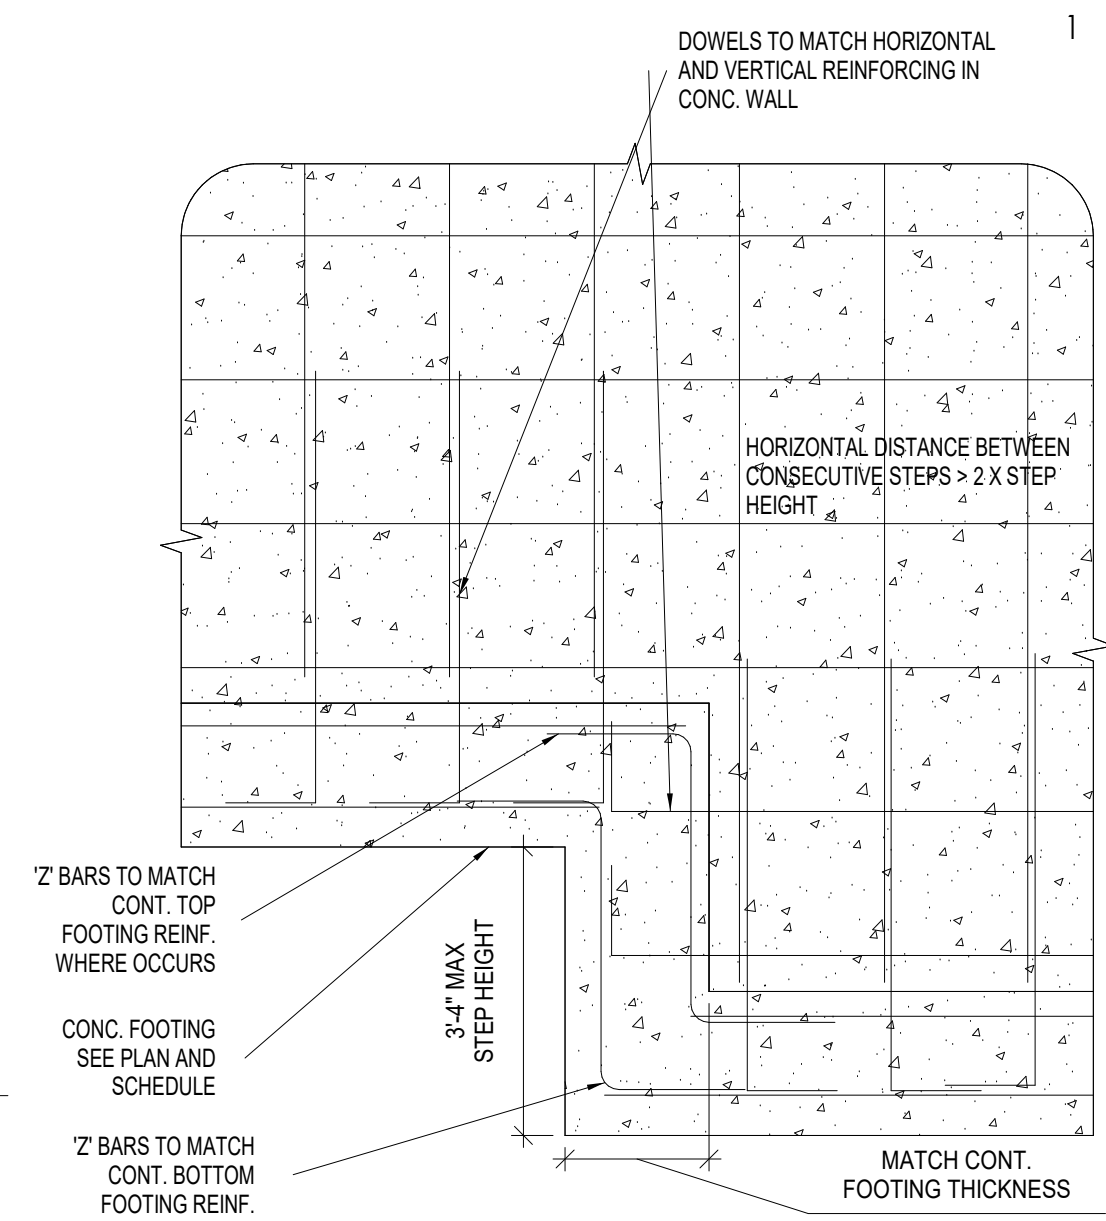 1
DOWELS TO MATCH HORIZONTAL
AND VERTICAL REINFORCING IN
CONC. WALL
HORIZONTAL DISTANCE BETWEEN
CONSECUTIVE STEPS > 2 X STEP
HEIGHT
'Z' BARS TO MATCH
CONT. TOP
FOOTING REINF.
WHERE OCCURS
CONC. FOOTING
SEE PLAN AND
SCHEDULE
'Z' BARS TO MATCH
CONT. BOTTOM
FOOTING REINF.
3'-4" MAX
STEP HEIGHT
MATCH CONT.
FOOTING THICKNESS